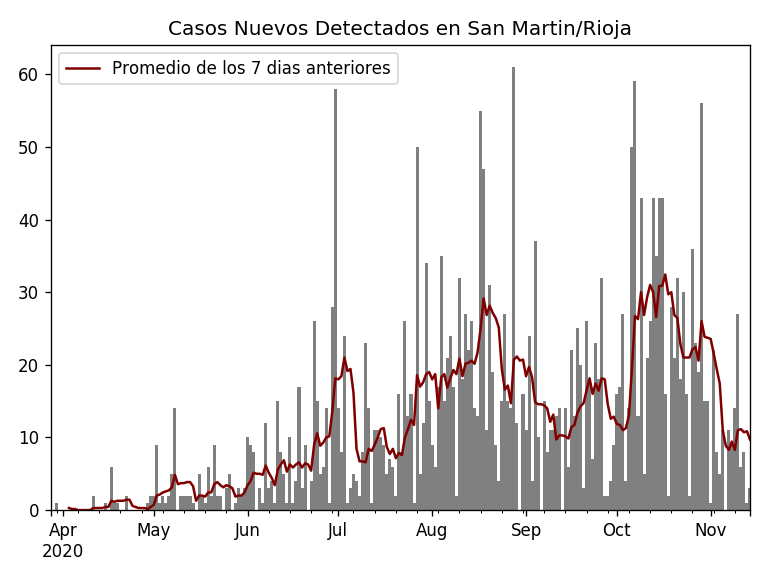 Casos Nuevos Detectados en San Martin/Rioja
Promedio de los 7 dias anteriores
60
50
40
30
20
10
0
Apr May Jun Jul Aug Sep Oct Nov
2020